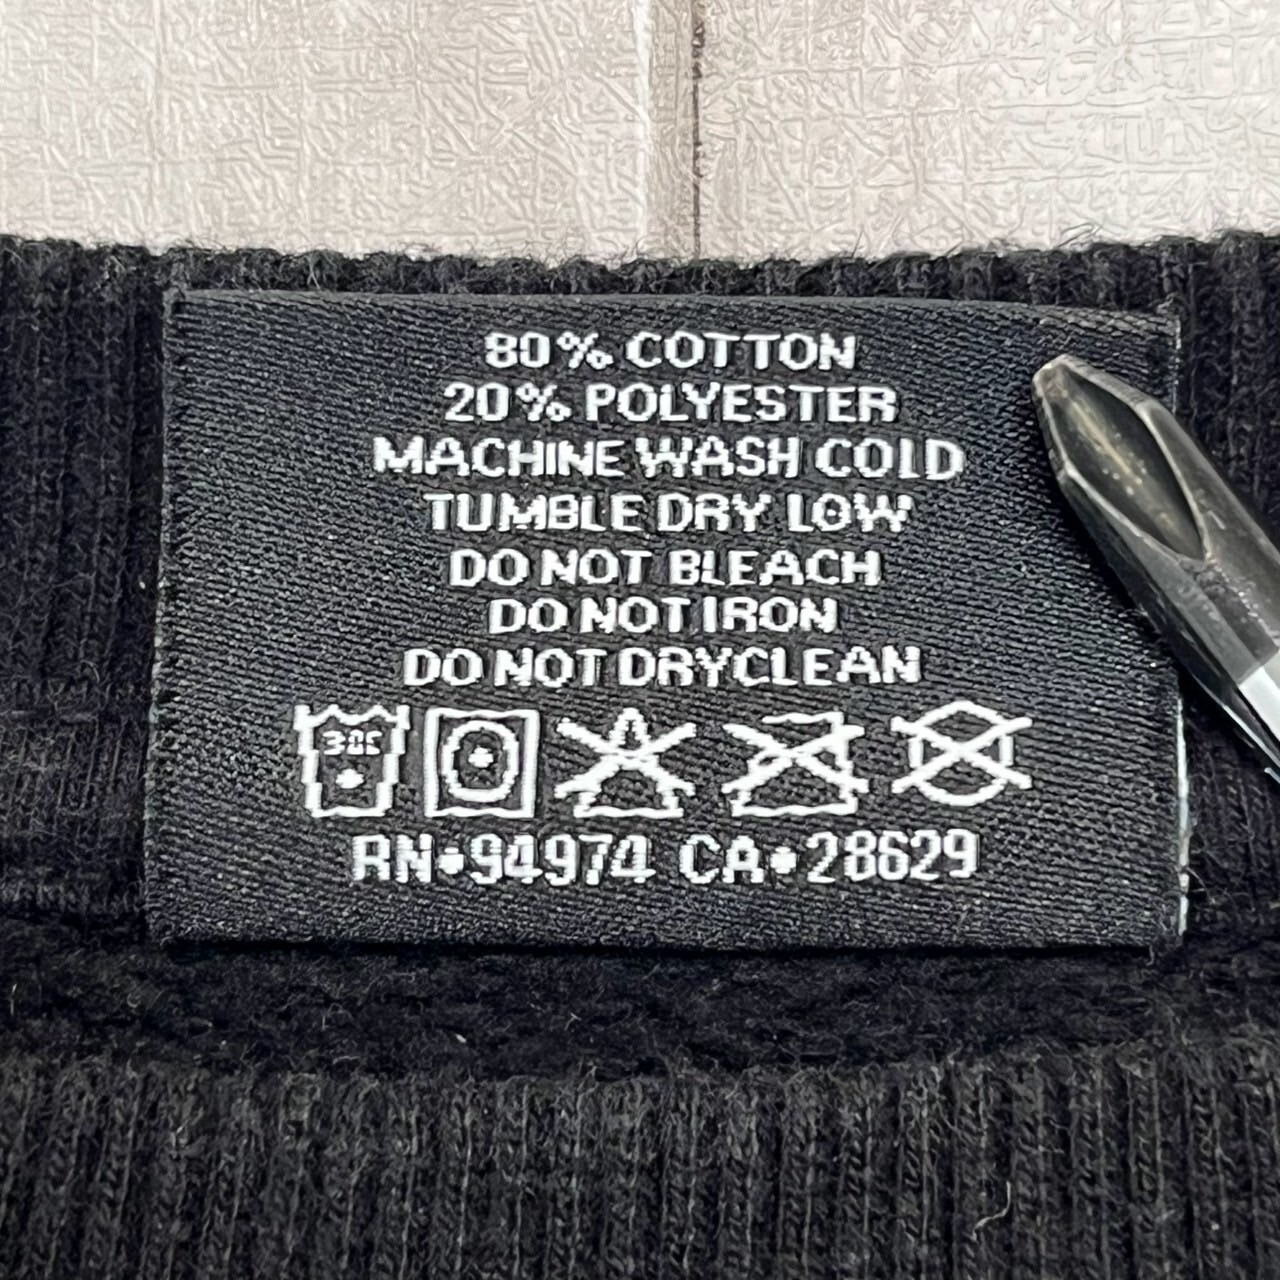 80% COTTON
20% POLYESTER
MACHINE WASH COLD
TUMBLE DRY LOW
DO NOT BLEACH
DO NOT IRON
DO NOT DRYCLEAN
30C
RN•94974 CA•28629